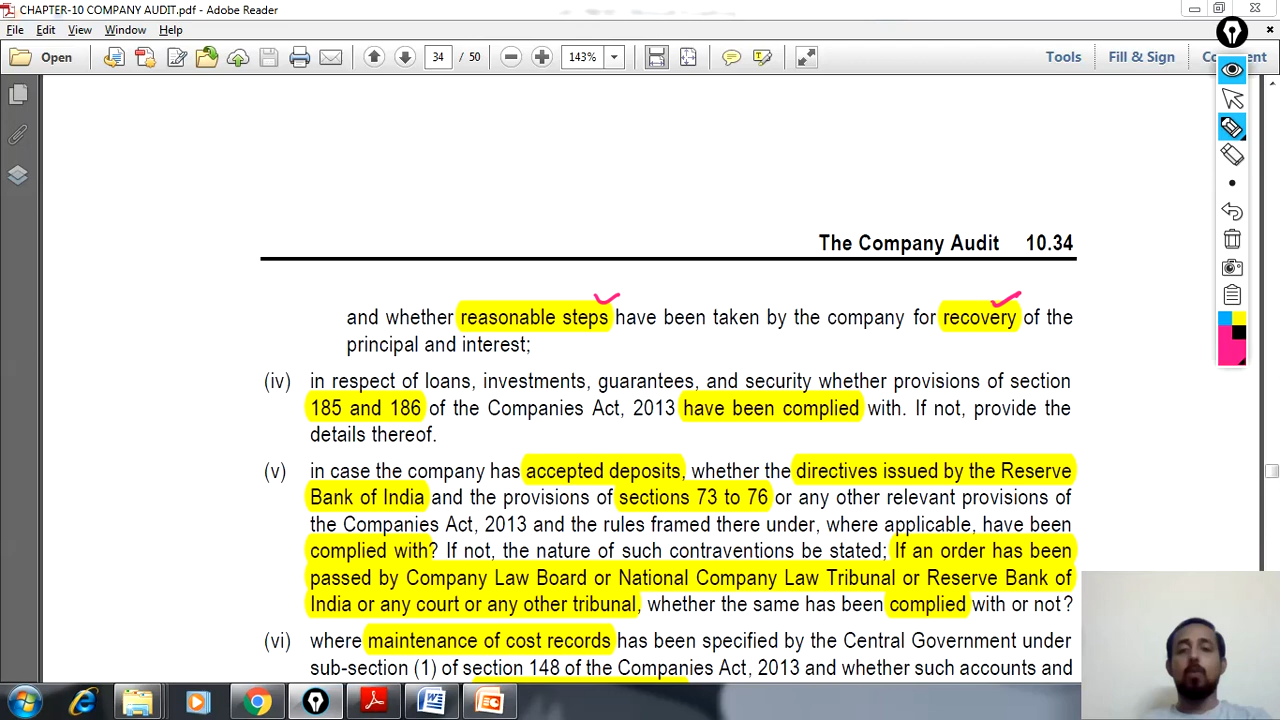 CHAPTER-10 COMPANY AUDIT.pdf - Adobe Reader
File Edit View Window Help
Open 34 / 50 143% Tools Fill & Sign
The Company Audit 10.34
and whether reasonable steps have been taken by the company for recovery of the
principal and interest;
(iv) in respect of loans, investments, guarantees, and security whether provisions of section
185 and 186 of the Companies Act, 2013 have been complied with. If not, provide the
details thereof.
(v) in case the company has accepted deposits, whether the directives issued by the Reserve
Bank of India and the provisions of sections 73 to 76 or any other relevant provisions of
the Companies Act, 2013 and the rules framed there under, where applicable, have been
complied with? If not, the nature of such contraventions be stated; If an order has been
passed by Company Law Board or National Company Law Tribunal or Reserve Bank of
India or any court or any other tribunal, whether the same has been complied with or not?
(vi) where maintenance of cost records has been specified by the Central Government under
sub-section (1) of section 148 of the Companies Act, 2013 and whether such accounts and